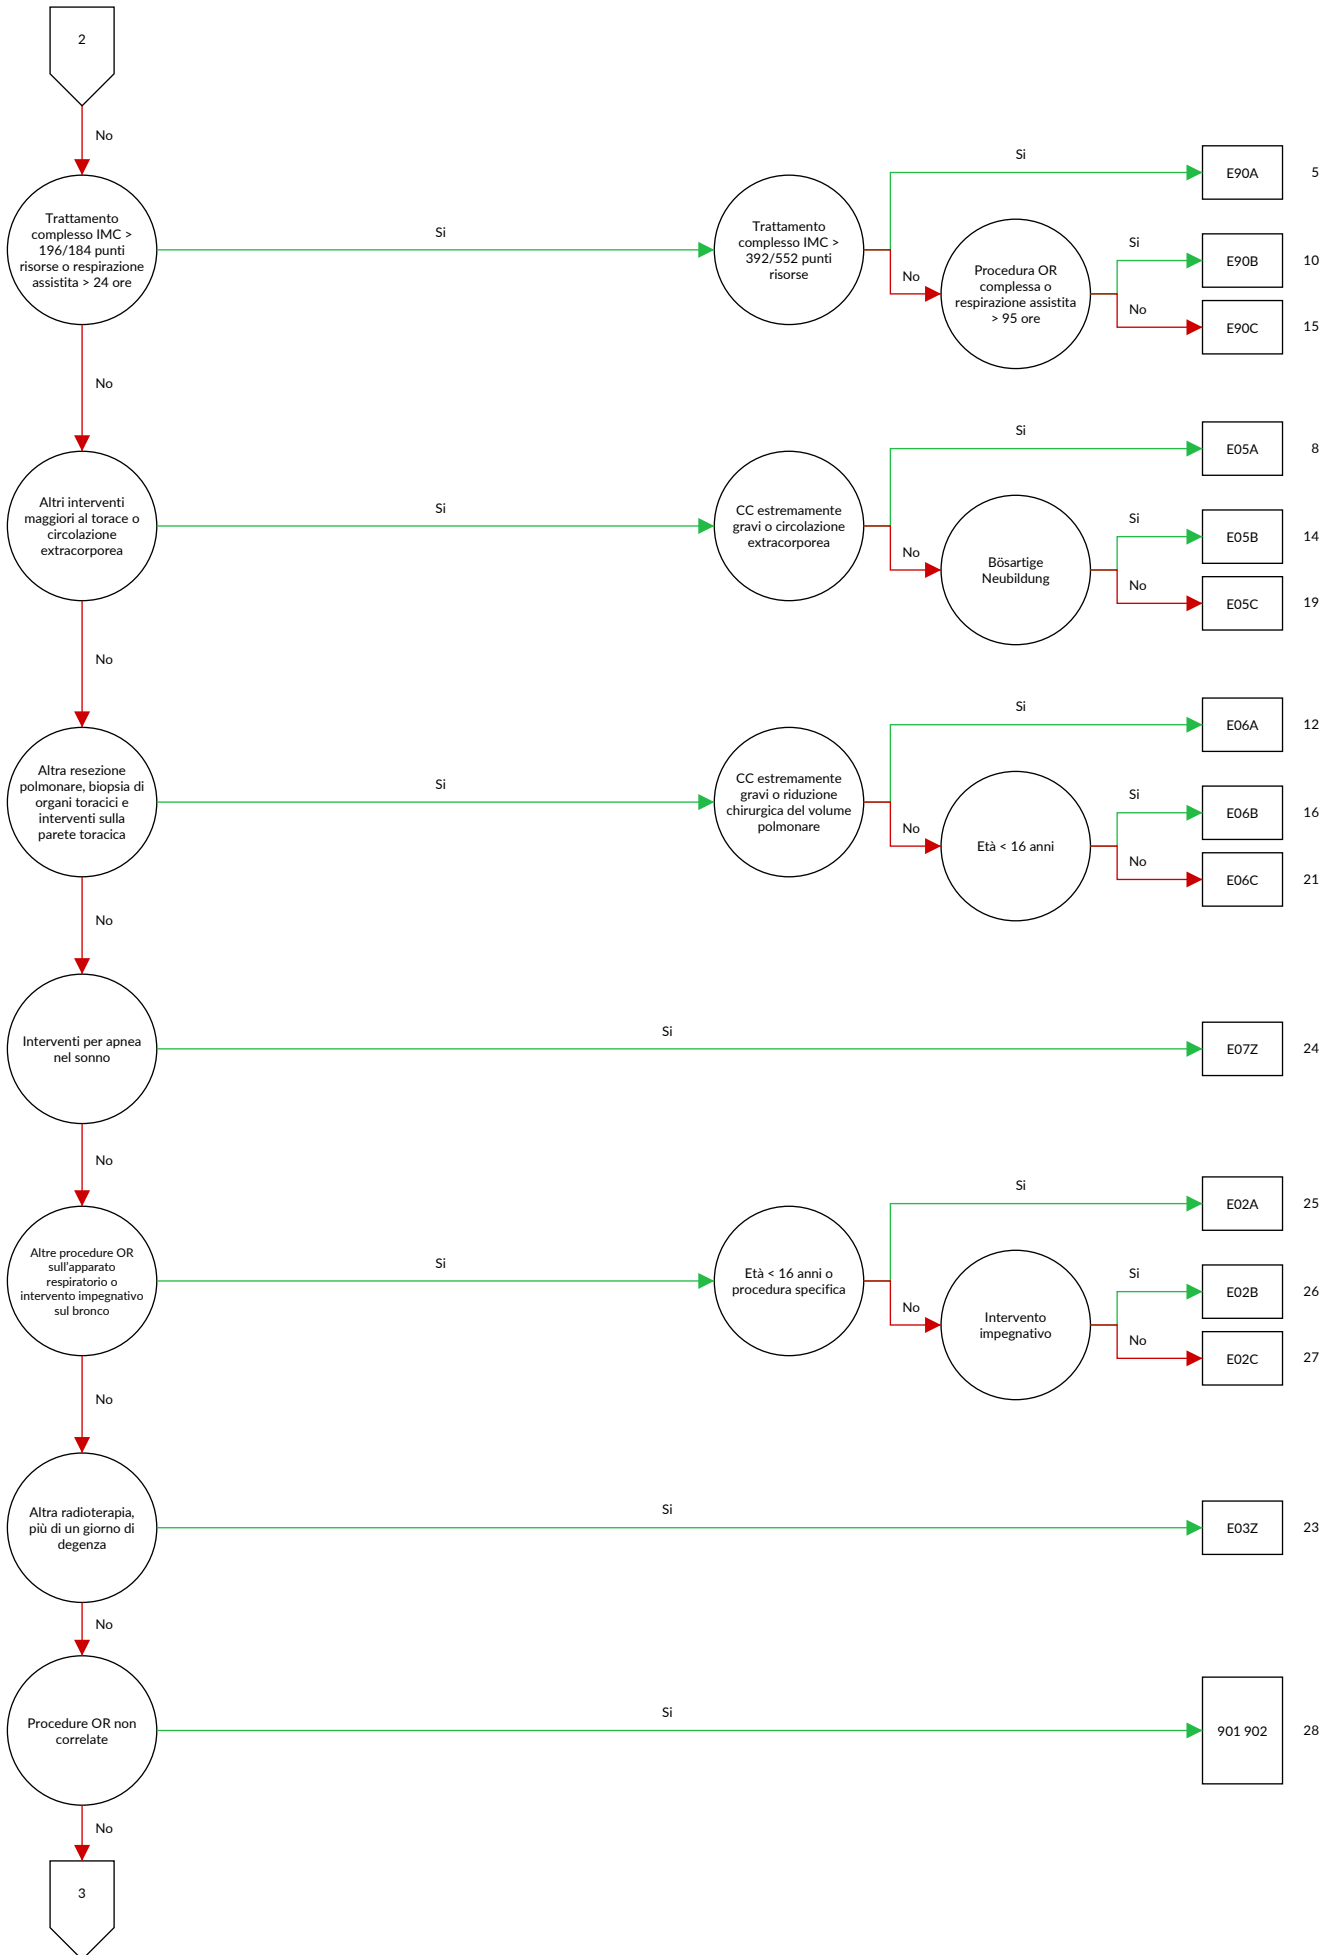 2
No
Trattamento
complesso IMC >
196/184 punti
risorse o respirazione
assistita > 24 ore
Si
Trattamento
complesso IMC >
392/552 punti
risorse
Si
E90A
5
No
Procedura OR
complessa o
respirazione assistita
> 95 ore
Si
E90B
10
No
E90C
15
No
Altri interventi
maggiori al torace o
circolazione
extracorporea
Si
CC estremamente
gravi o circolazione
extracorporea
Si
E05A
8
No
Bösartige
Neubildung
Si
E05B
14
No
E05C
19
No
Altra resezione
polmonare, biopsia di
organi toracici e
interventi sulla
parete toracica
Si
CC estremamente
gravi o riduzione
chirurgica del volume
polmonare
Si
E06A
12
No
Età < 16 anni
Si
E06B
16
No
E06C
21
No
Interventi per apnea
nel sonno
Si
E07Z
24
No
Altre procedure OR
sull'apparato
respiratorio o
intervento impegnativo
sul bronco
Si
Età < 16 anni o
procedura specifica
Si
E02A
25
No
Intervento
impegnativo
Si
E02B
26
No
E02C
27
No
Altra radioterapia,
più di un giorno di
degenza
Si
E03Z
23
No
Procedure OR non
correlate
Si
901 902
28
No
3